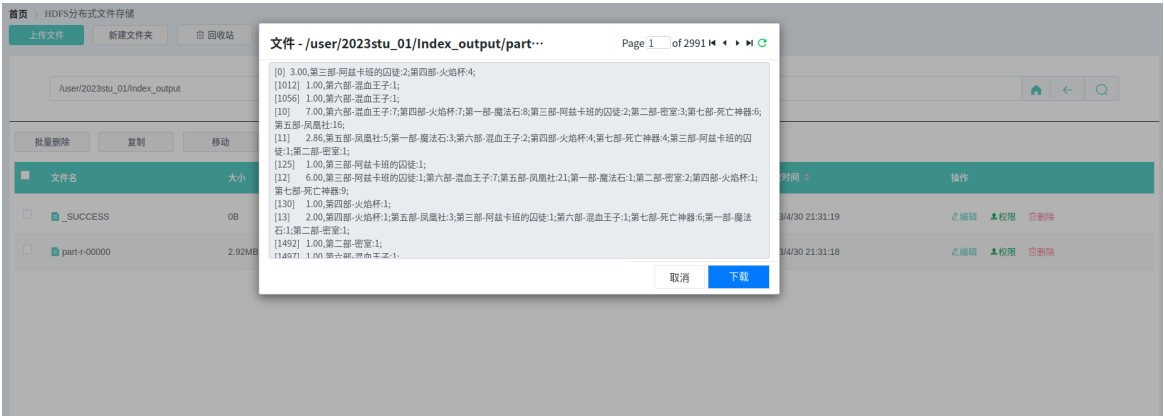 首页 > HDFS分布式文件存储
上传文件 新建文件夹 回收站
文件 - /user/2023stu_01/Index_output/part··· Page 1 of 2991
/user/2023stu_01/Index_output
[0] 3.00,第三部-阿兹卡班的囚徒:2;第四部-火焰杯:4;
[1012] 1.00,第六部-混血王子:1;
[1056] 1.00,第六部-混血王子:1;
[10] 7.00,第六部-混血王子:7;第四部-火焰杯:7;第一部-魔法石:8;第三部-阿兹卡班的囚徒:2;第二部-密室:3;第七部-死亡神器:6;
第五部-凤凰社:16;
[11] 2.86,第五部-凤凰社:5;第一部-魔法石:3;第六部-混血王子:2;第四部-火焰杯:4;第七部-死亡神器:4;第三部-阿兹卡班的囚
徒:1;第二部-密室:1;
[125] 1.00,第三部-阿兹卡班的囚徒:1;
[12] 6.00,第三部-阿兹卡班的囚徒:1;第六部-混血王子:7;第五部-凤凰社:21;第一部-魔法石:1;第二部-密室:2;第四部-火焰杯:1;
第七部-死亡神器:9;
[130] 1.00,第四部-火焰杯:1;
[13] 2.00,第四部-火焰杯:1;第五部-凤凰社:3;第三部-阿兹卡班的囚徒:1;第六部-混血王子:1;第七部-死亡神器:6;第一部-魔法
石:1;第二部-密室:1;
[1492] 1.00,第二部-密室:1;
[1497] 1.00,第六部-混血王子:1;
取消 下载
批量删除 复制 移动
文件名 大小 时间 操作
_SUCCESS 0B 3/4/30 21:31:19 编辑 权限 删除
part-r-00000 2.92MB 3/4/30 21:31:18 编辑 权限 删除